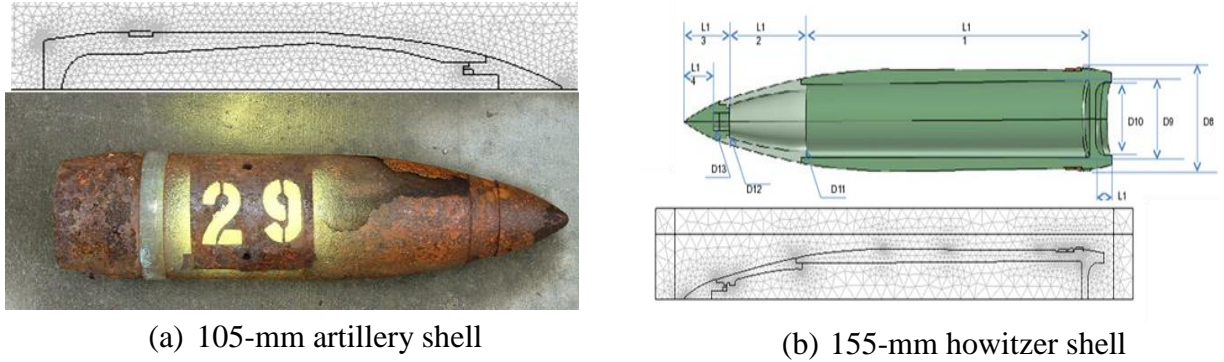 L1
3
L1
2
L1
1
L1
4
D10
D9
D8
D13
D12
D11
L1
29
(a) 105-mm artillery shell
(b) 155-mm howitzer shell